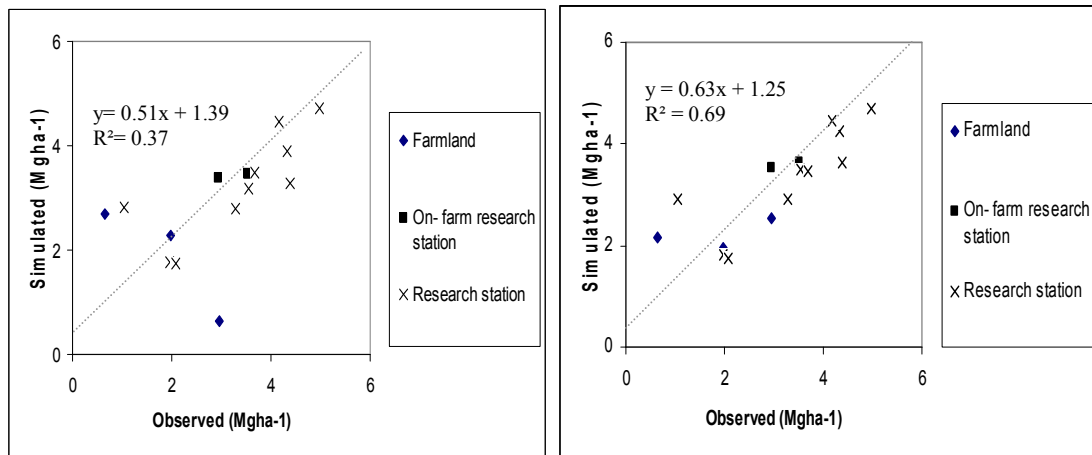 6
4
2
0
Simulated (Mgha-1)
y= 0.51x + 1.39
R²= 0.37
0 2 4 6
Observed (Mgha-1)
Farmland
On- farm research
station
Research station
6
4
2
0
Simulated (Mgha-1)
y = 0.63x + 1.25
R² = 0.69
0 2 4 6
Observed (Mgha-1)
Farmland
On- farm research
station
Research station